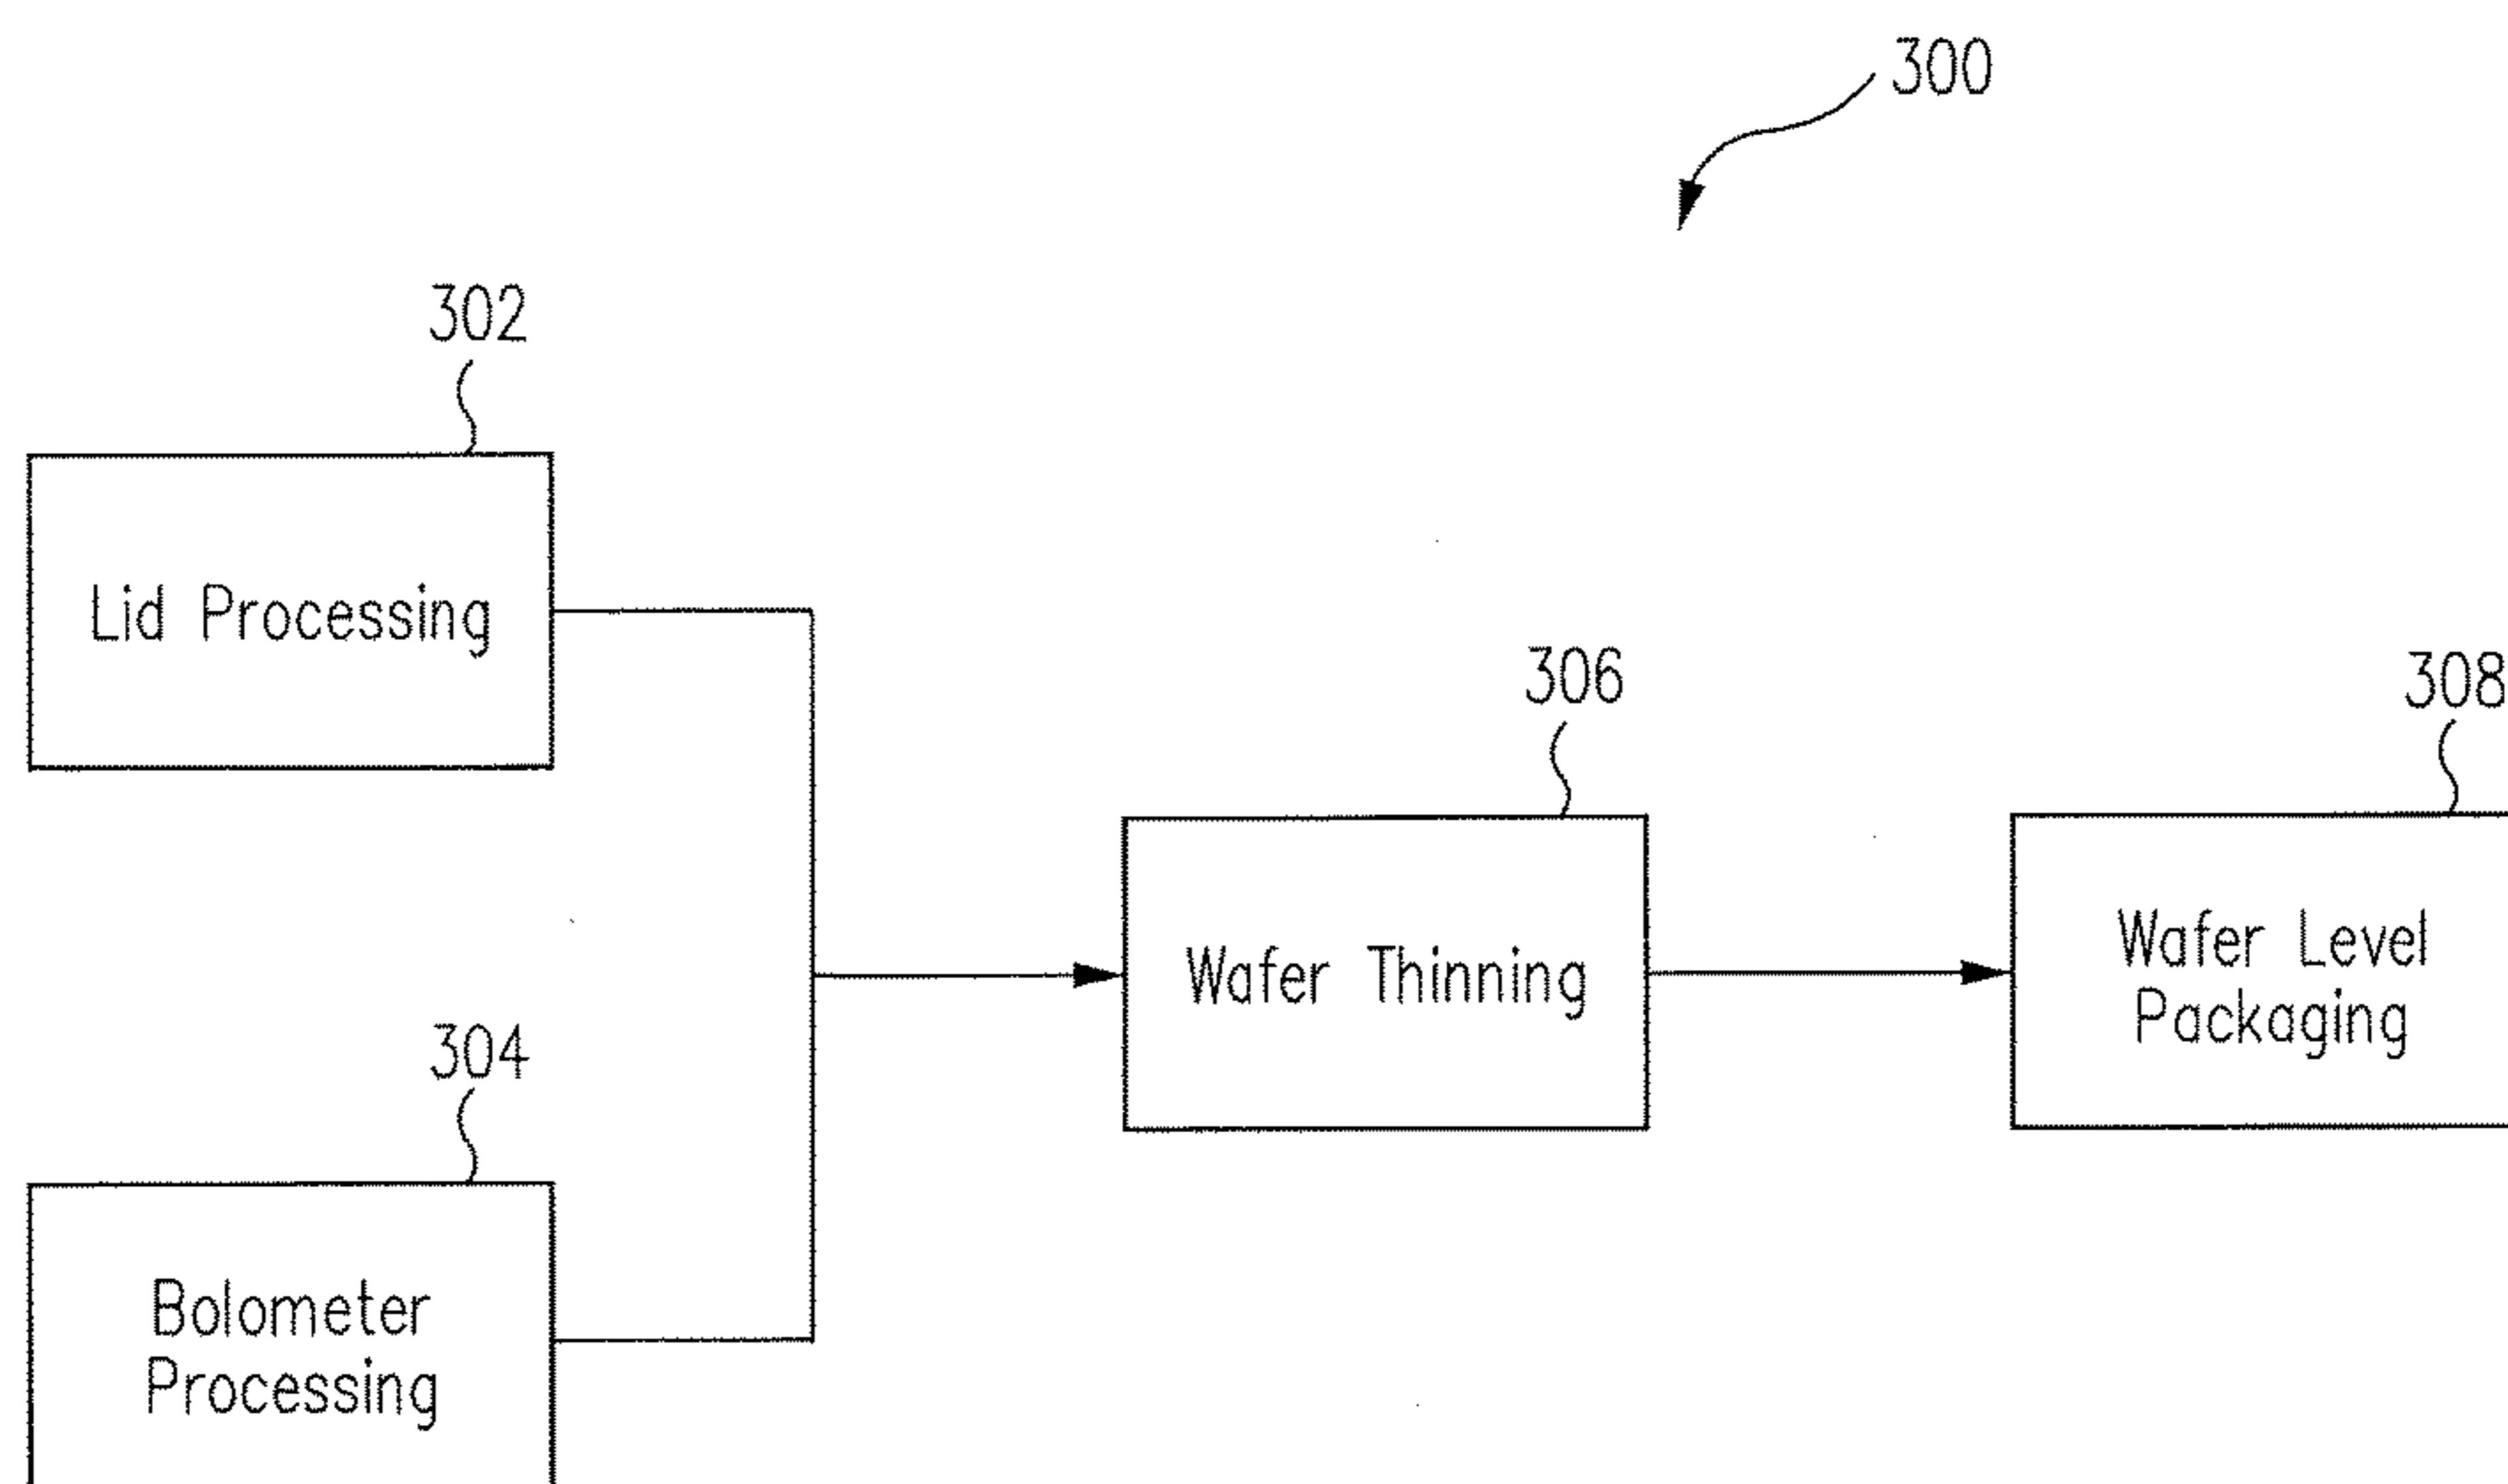 300
302
Lid Processing
306
308
Wafer Thinning
Wafer Level
Packaging
304
Bolometer
Processing